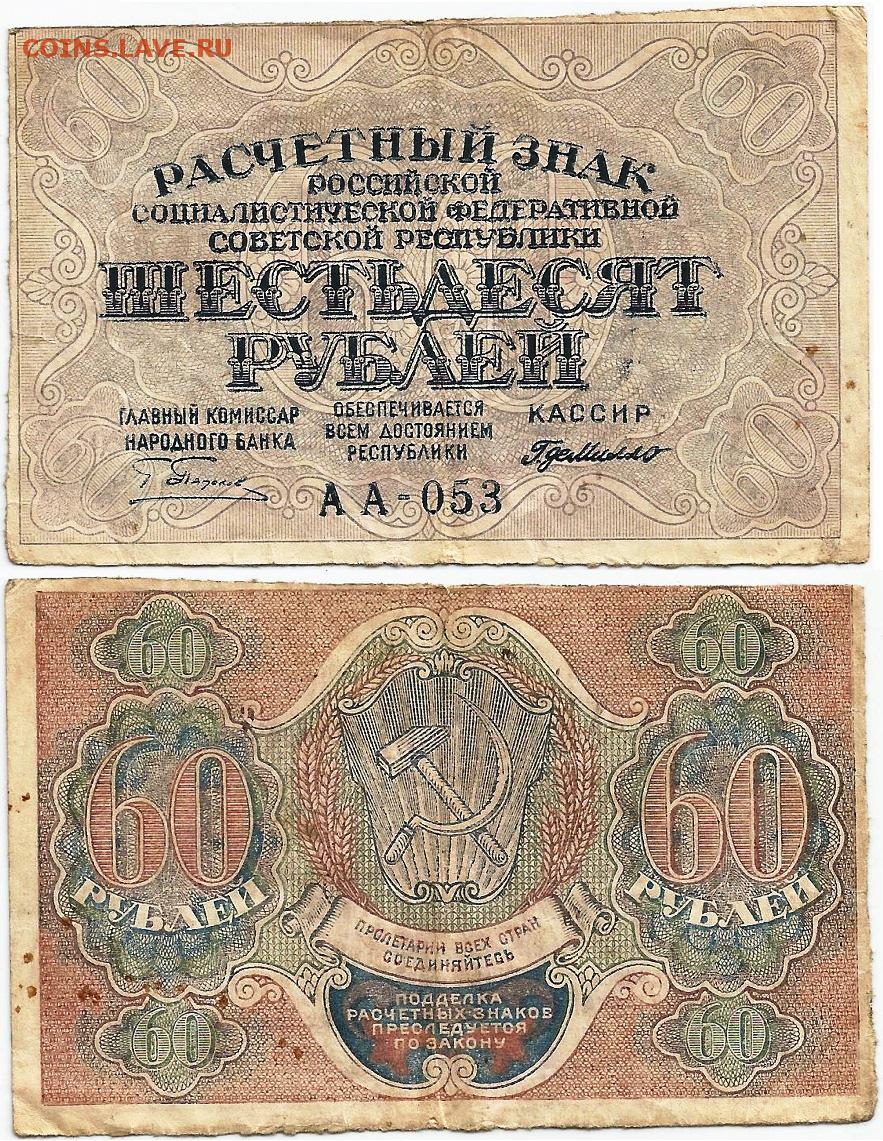 COINS.LAVE.RU
60 60
РАСЧЕТНЫЙ ЗНАК
РОССИЙСКОЙ
СОЦИАЛИСТИЧЕСКОЙ ФЕДЕРАТИВНОЙ
СОВЕТСКОЙ РЕСПУБЛИКИ
ШЕСТЬДЕСЯТ
РУБЛЕЙ
ГЛАВНЫЙ КОМИССАР
НАРОДНОГО БАНКА
ОБЕСПЕЧИВАЕТСЯ
ВСЕМ ДОСТОЯНИЕМ
РЕСПУБЛИКИ
КАССИР
ГдеМилло
60 60
АА-053
60 60
60 60
РУБЛЕЙ РУБЛЕЙ
ПРОЛЕТАРИИ ВСЕХ СТРАН
СОЕДИНЯЙТЕСЬ
ПОДДЕЛКА
РАСЧЕТНЫХ ЗНАКОВ
ПРЕСЛЕДУЕТСЯ
ПО ЗАКОНУ
60 60